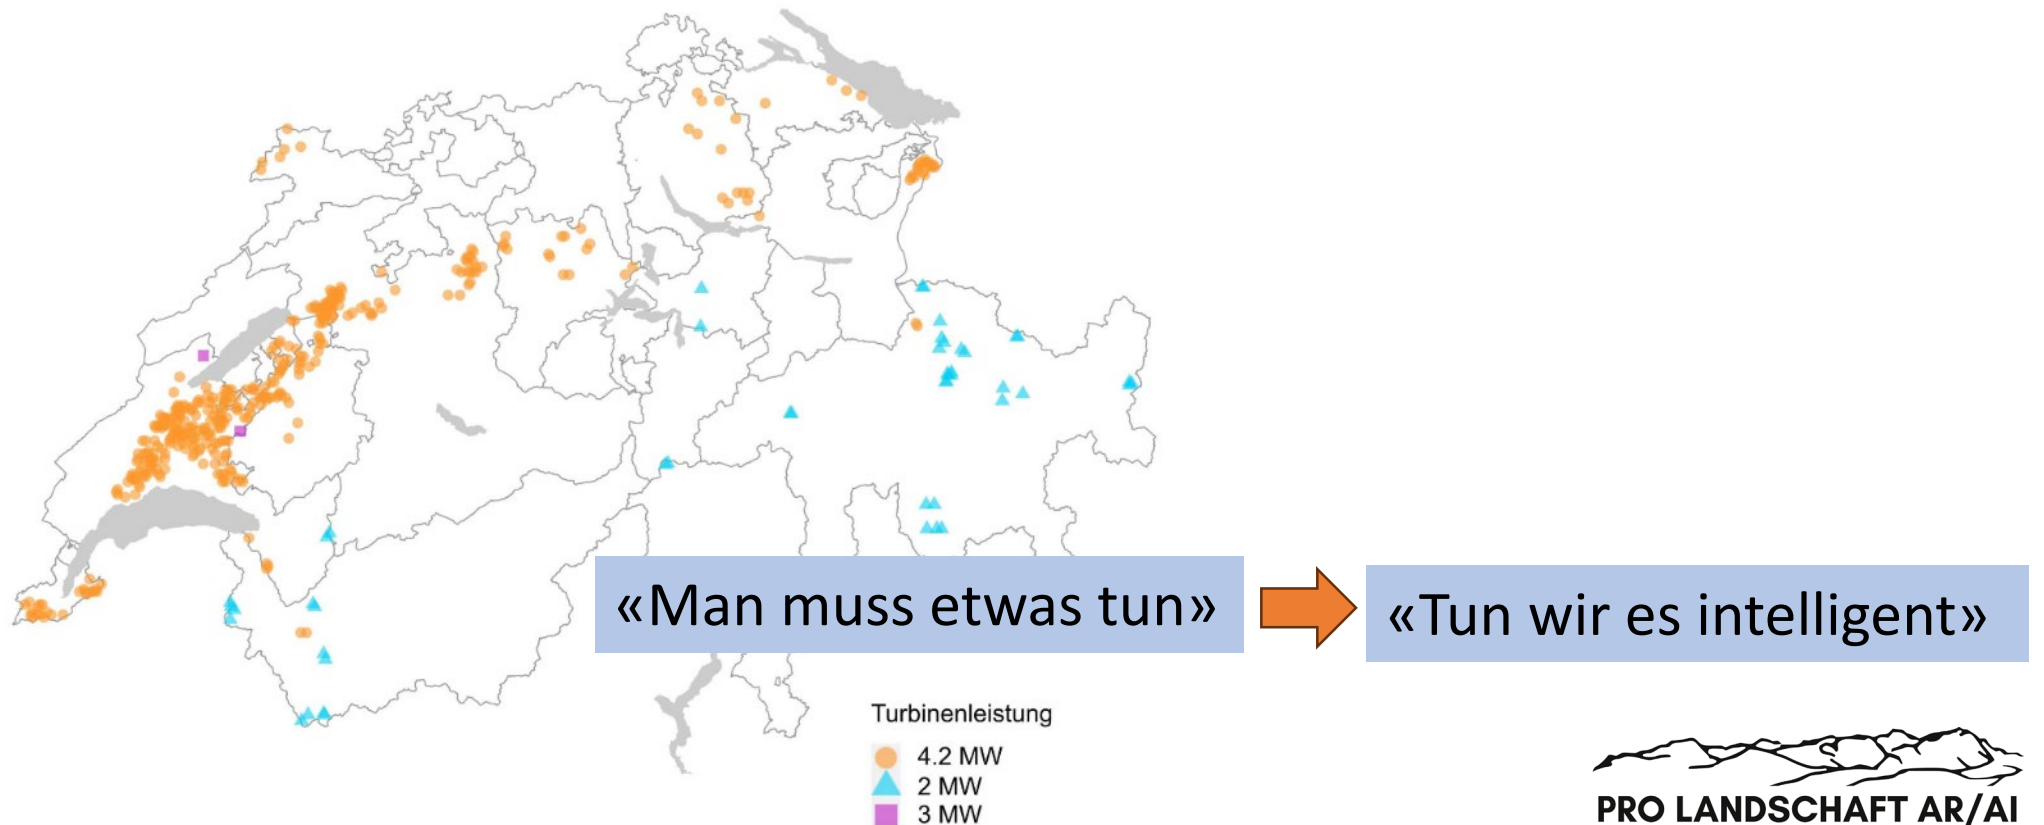 «Man muss etwas tun»
«Tun wir es intelligent»
Turbinenleistung
4.2 MW
2 MW
3 MW
PRO LANDSCHAFT AR/AI